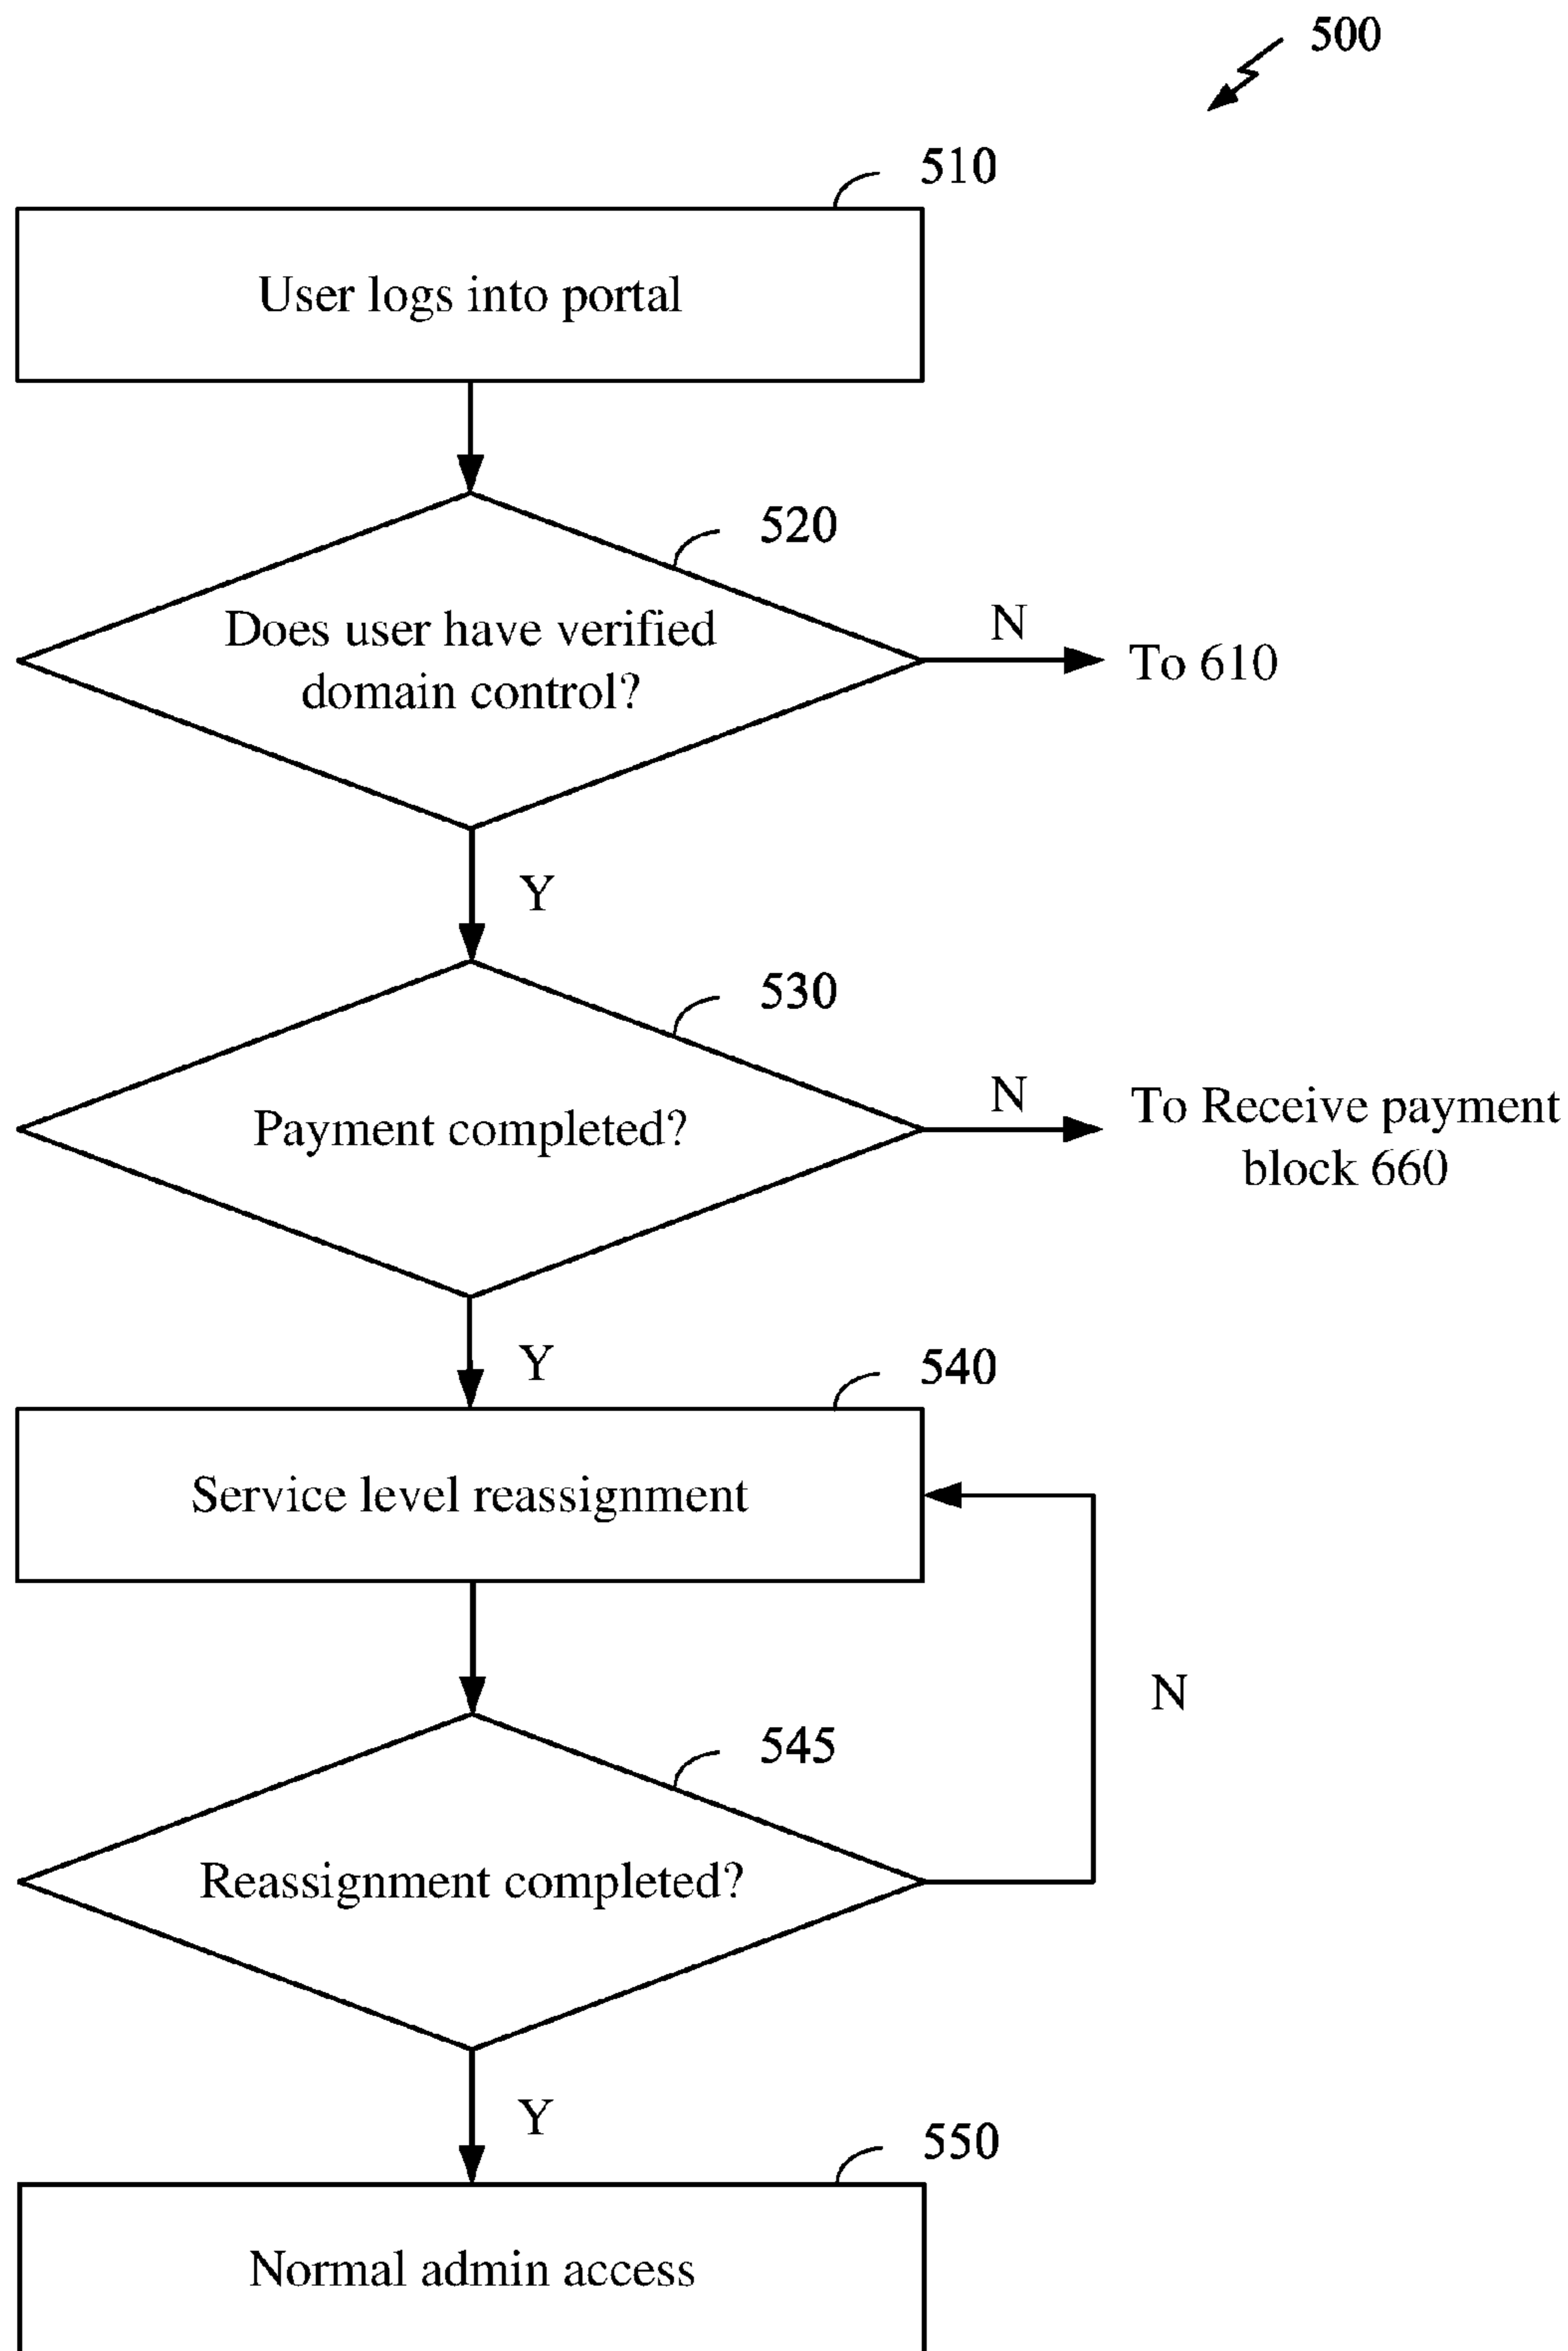 500
510
User logs into portal
520
Does user have verified
domain control?
N
To 610
Y
530
Payment completed?
N
To Receive payment
block 660
Y
540
Service level reassignment
545
Reassignment completed?
N
Y
550
Normal admin access